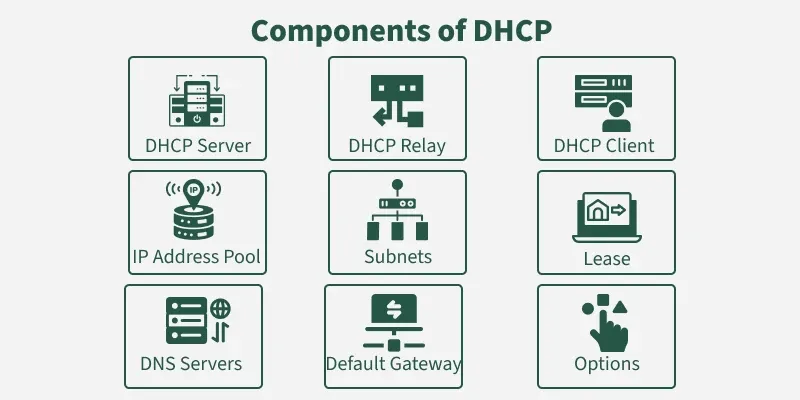 Components of DHCP
DHCP Server
DHCP Relay
DHCP Client
IP
IP Address Pool
Subnets
Lease
DNS Servers
Default Gateway
Options